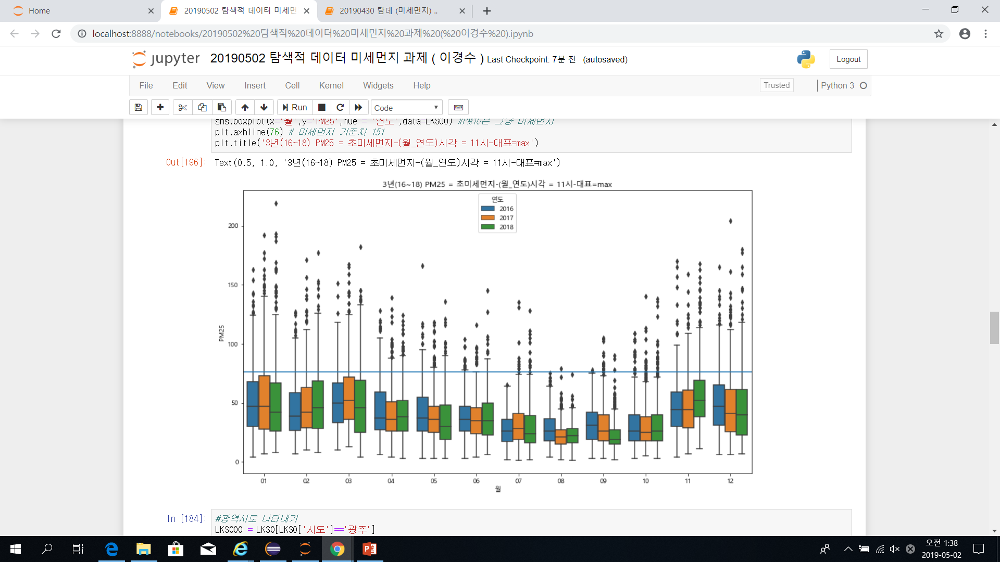 Home
20190502 탐색적 데이터 미세먼
20190430 탐데 (미세먼지) ..
localhost:8888/notebooks/20190502%20탐색적%20데이터%20미세먼지%20과제%20(%20이경수%20).ipynb
jupyter
20190502 탐색적 데이터 미세먼지 과제 ( 이경수 ) Last Checkpoint: 7분 전 (autosaved)
Logout
File Edit View Insert Cell Kernel Widgets Help
Trusted
Python 3
Run
Code
sns.boxplot(x='월',y='PM25',hue = '연도',data=LKS00) #PM10은 그냥 미세먼지
plt.axhline(76) # 미세먼지 기준치 151
plt.title('3년(16~18) PM25 = 초미세먼지-(월_연도)시각 = 11시-대표=max')
Out[196]: Text(0.5, 1.0, '3년(16~18) PM25 = 초미세먼지-(월_연도)시각 = 11시-대표=max')
3년(16~18) PM25 = 초미세먼지-(월_연도)시각 = 11시-대표=max
연도
2016
2017
2018
200
150
100
50
0
PM25
01 02 03 04 05 06 07 08 09 10 11 12
월
In [184]: #광역시로 나타내기
LKS000 = LKS0[LKS0['시도']=='광주']
오전 1:38
2019-05-02